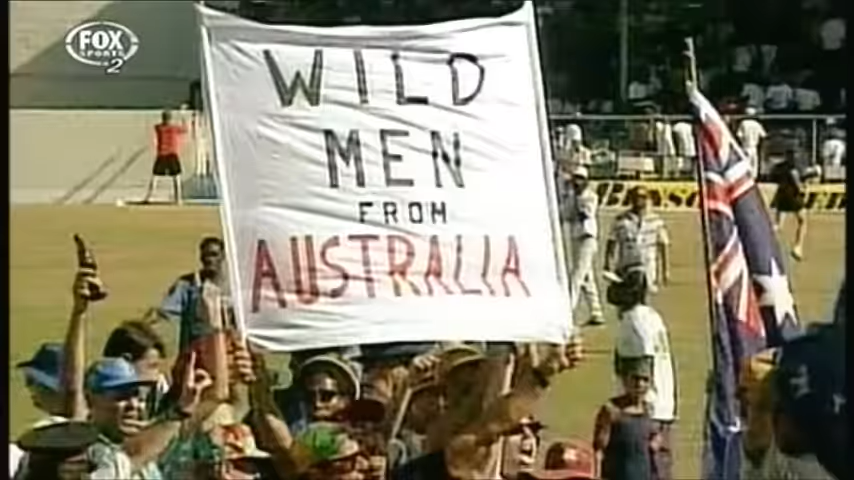 FOX
SPORTS
2
WILD
MEN
FROM
AUSTRALIA